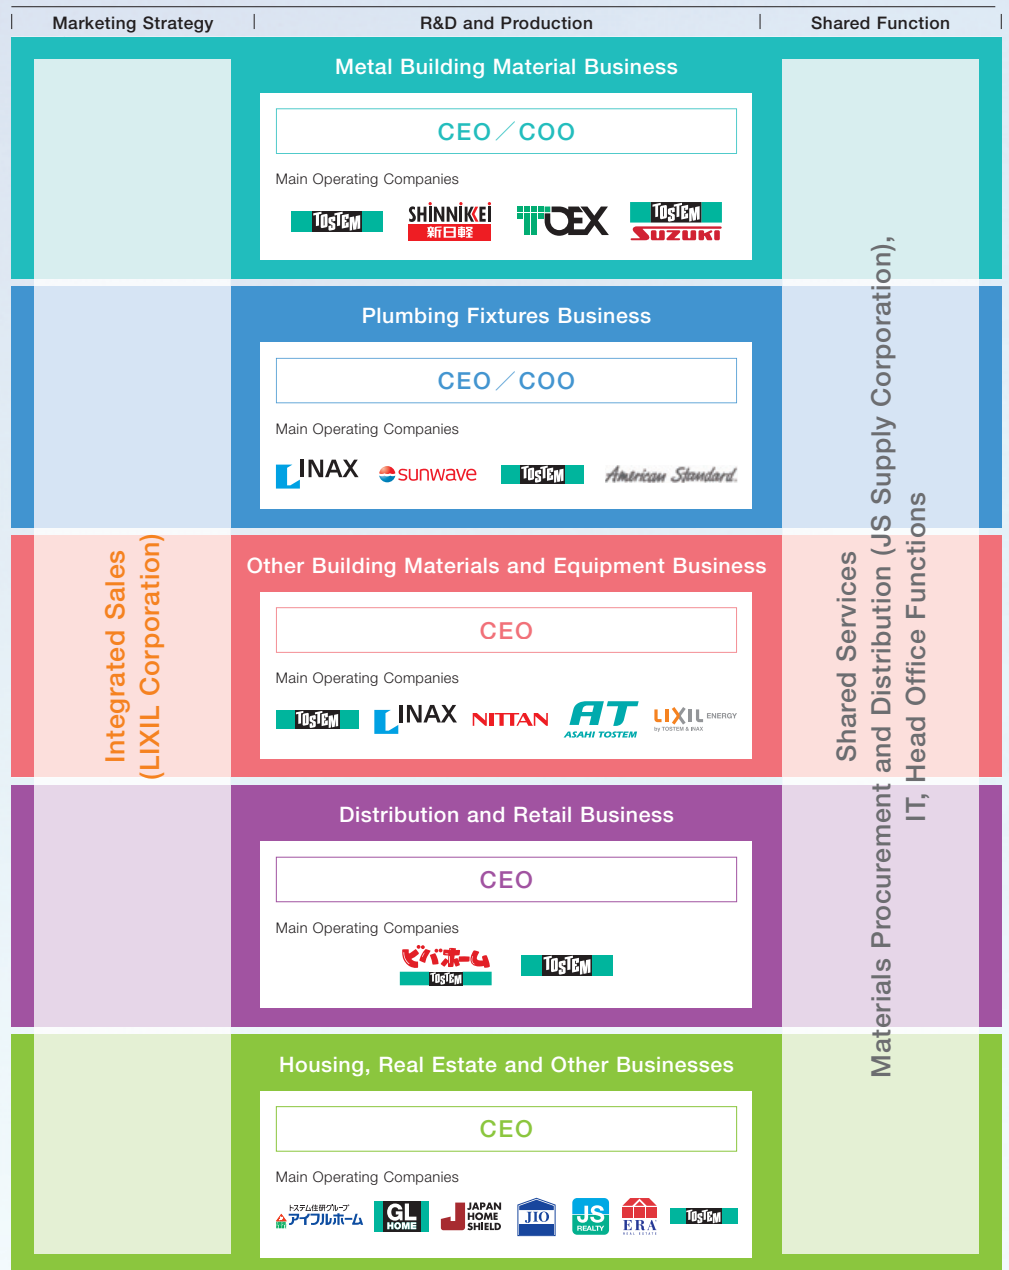 Marketing Strategy
R&D and Production
Shared Function
Metal Building Material Business
CEO／COO
Main Operating Companies
TOSTEM
SHiNNiKKEi
新日軽
TOEX
TOSTEM
SUZUKI
Plumbing Fixtures Business
CEO／COO
Main Operating Companies
INAX
sunwave
TOSTEM
American Standard.
Other Building Materials and Equipment Business
CEO
Main Operating Companies
TOSTEM
INAX
NITTAN
AT
ASAHI TOSTEM
LIXIL ENERGY
by TOSTEM & INAX
Distribution and Retail Business
CEO
Main Operating Companies
ビバホーム
TOSTEM
TOSTEM
Housing, Real Estate and Other Businesses
CEO
Main Operating Companies
トステム住研グループ
アイフルホーム
GL
HOME
JAPAN
HOME
SHIELD
JIO
JS
REALTY
ERA
REAL ESTATE
TOSTEM
Integrated Sales
(LIXIL Corporation)
Shared Services
Materials Procurement and Distribution (JS Supply Corporation),
IT, Head Office Functions